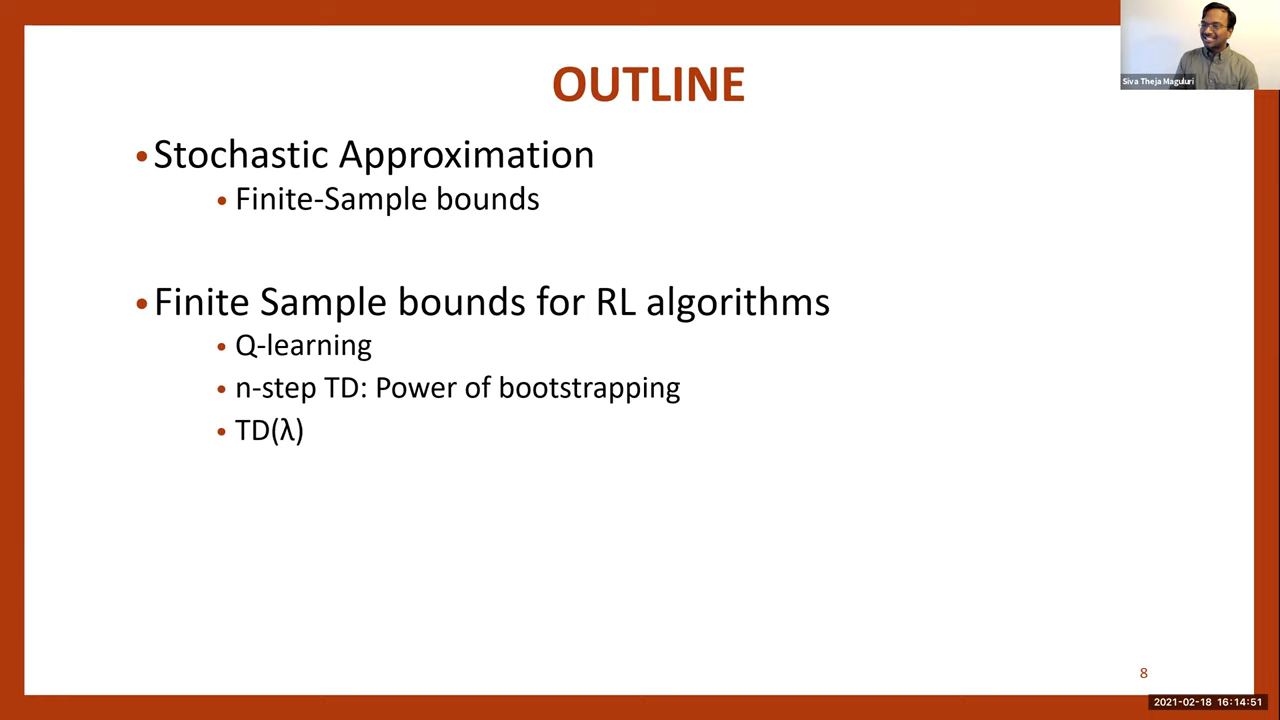 Siva Theja Maguluri
OUTLINE
•Stochastic Approximation
• Finite-Sample bounds
•Finite Sample bounds for RL algorithms
• Q-learning
• n-step TD: Power of bootstrapping
• TD(λ)
8
2021-02-18 16:14:51